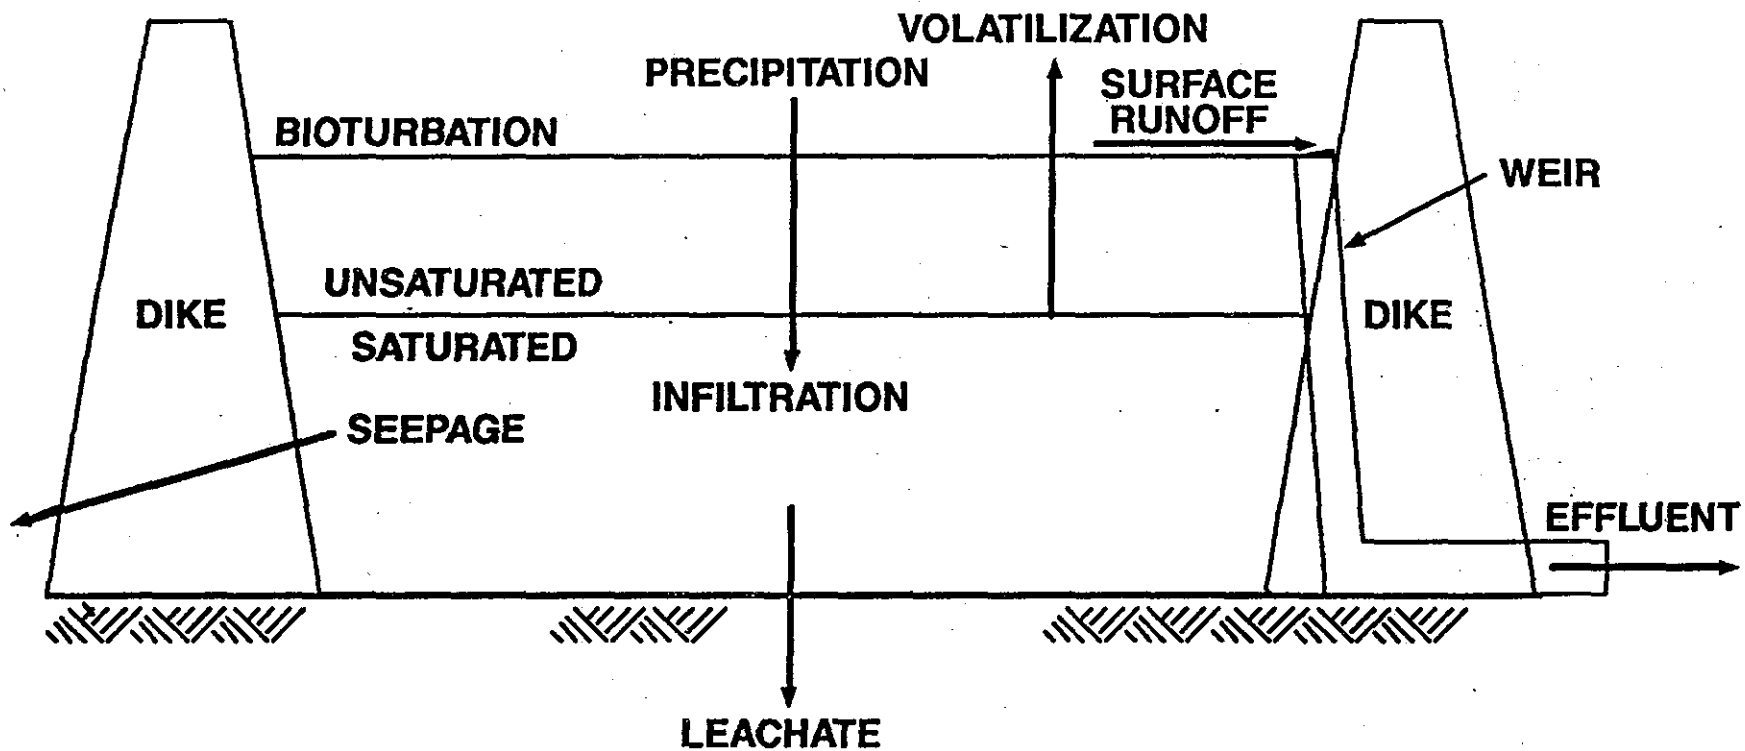 VOLATILIZATION
PRECIPITATION
SURFACE
RUNOFF
BIOTURBATION
WEIR
UNSATURATED
DIKE
DIKE
SATURATED
INFILTRATION
SEEPAGE
EFFLUENT
LEACHATE